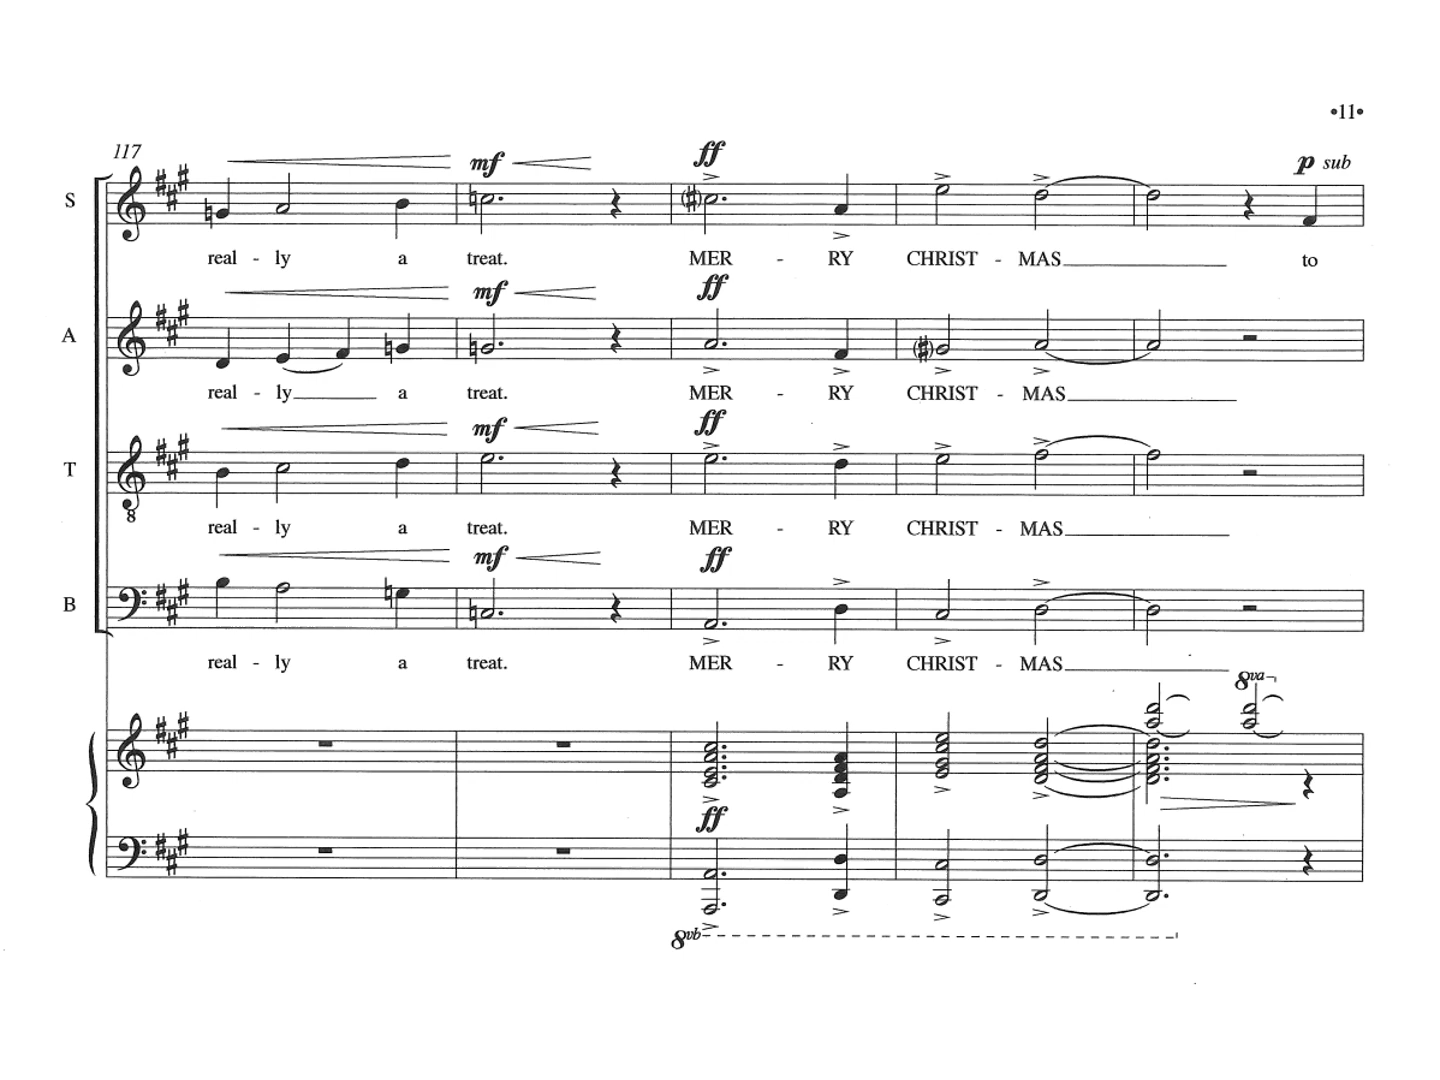 •11•
117
mf
ff
p sub
S
real - ly a treat. MER - RY CHRIST - MAS to
mf
ff
A
real - ly a treat. MER - RY CHRIST - MAS
mf
ff
T
8
real - ly a treat. MER - RY CHRIST - MAS
mf
ff
B
real - ly a treat. MER - RY CHRIST - MAS
8va
ff
8vb